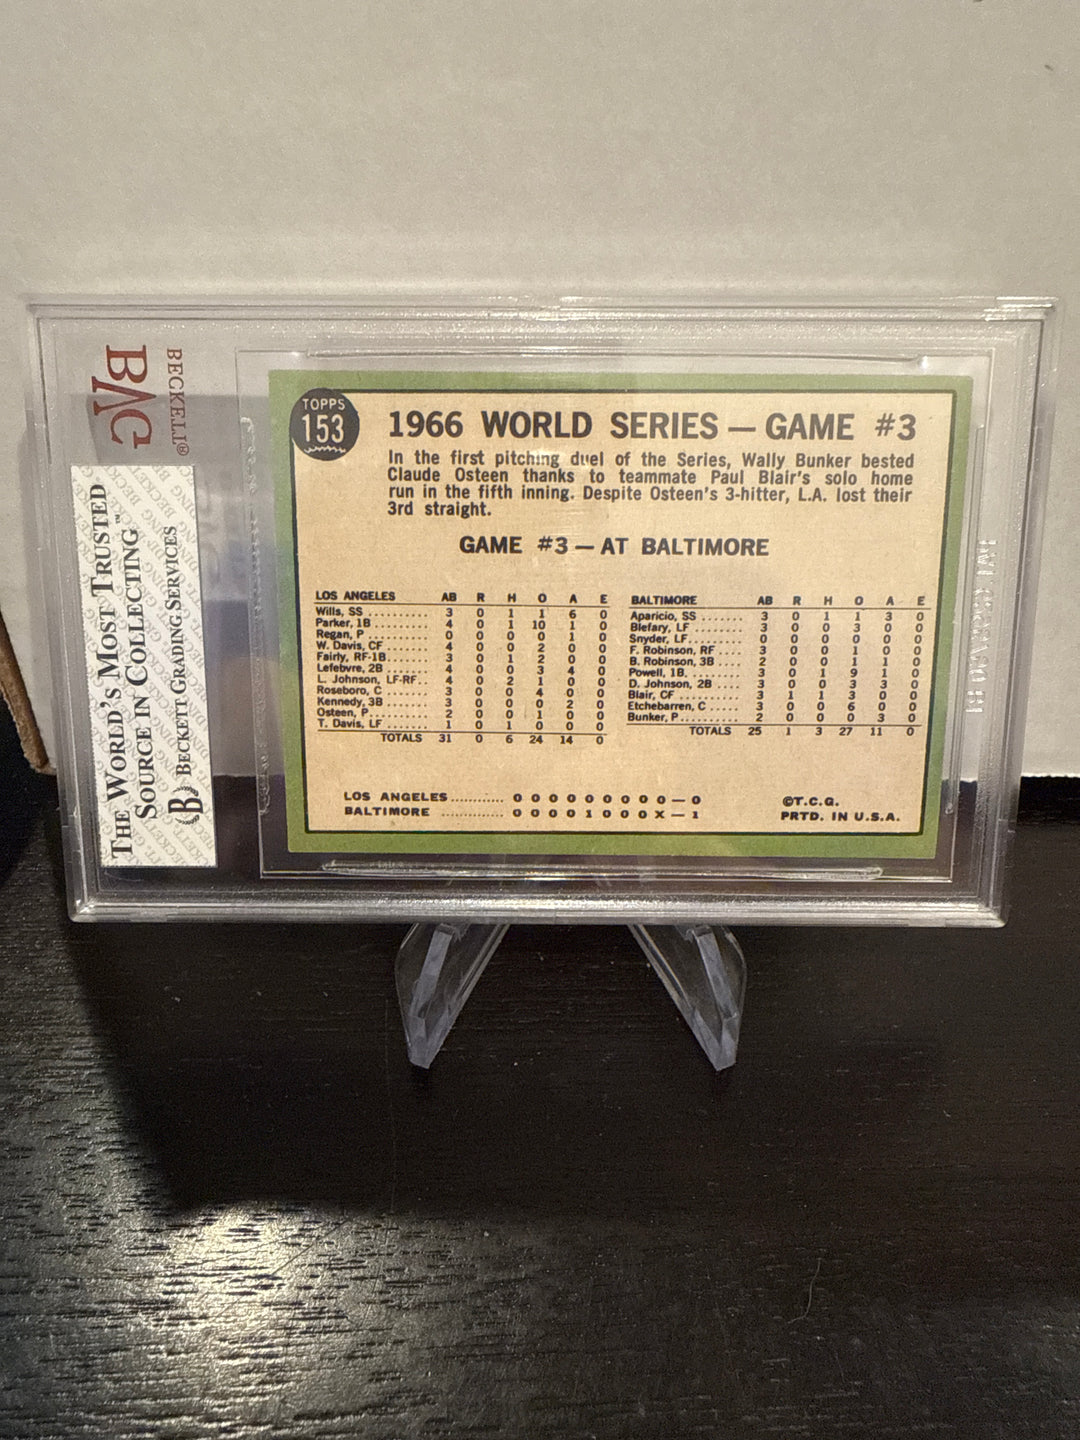 BECKETT®
BVG
THE WORLD'S MOST TRUSTED
SOURCE IN COLLECTING™
BECKETT GRADING SERVICES
TOPPS
153
1966 WORLD SERIES — GAME #3
In the first pitching duel of the Series, Wally Bunker bested
Claude Osteen thanks to teammate Paul Blair's solo home
run in the fifth inning. Despite Osteen's 3-hitter, L.A. lost their
3rd straight.
GAME #3 — AT BALTIMORE
LOS ANGELES AB R H O A E
Wills, SS .......... 3 0 1 1 6 0
Parker, 1B.......... 4 0 1 10 1 0
Regan, P .......... 0 0 0 0 1 0
W. Davis, CF ....... 4 0 0 2 0 0
Fairly, RF-1B....... 3 0 1 2 0 0
Lefebvre, 2B ....... 4 0 0 3 4 0
L. Johnson, LF-RF.. 4 0 2 1 0 0
Roseboro, C ....... 3 0 0 4 0 0
Kennedy, 3B ....... 3 0 0 0 2 0
Osteen, P.......... 2 0 0 1 0 0
T. Davis, LF ....... 1 0 1 0 0 0
TOTALS 31 0 6 24 14 0
BALTIMORE AB R H O A E
Aparicio, SS ....... 3 0 1 1 3 0
Blefary, LF ........ 3 0 0 3 0 0
Snyder, LF......... 0 0 0 0 0 0
F. Robinson, RF .... 3 0 0 1 0 0
B. Robinson, 3B .... 2 0 0 1 1 0
Powell, 1B.......... 3 0 1 9 1 0
D. Johnson, 2B .... 3 0 0 3 3 0
Blair, CF .......... 3 1 1 3 0 0
Etchebarren, C ..... 3 0 0 6 0 0
Bunker, P.......... 2 0 0 0 3 0
TOTALS 25 1 3 27 11 0
LOS ANGELES ............ 0 0 0 0 0 0 0 0 0 — 0
BALTIMORE .............. 0 0 0 0 1 0 0 0 X — 1
©T.C.G.
PRTD. IN U.S.A.